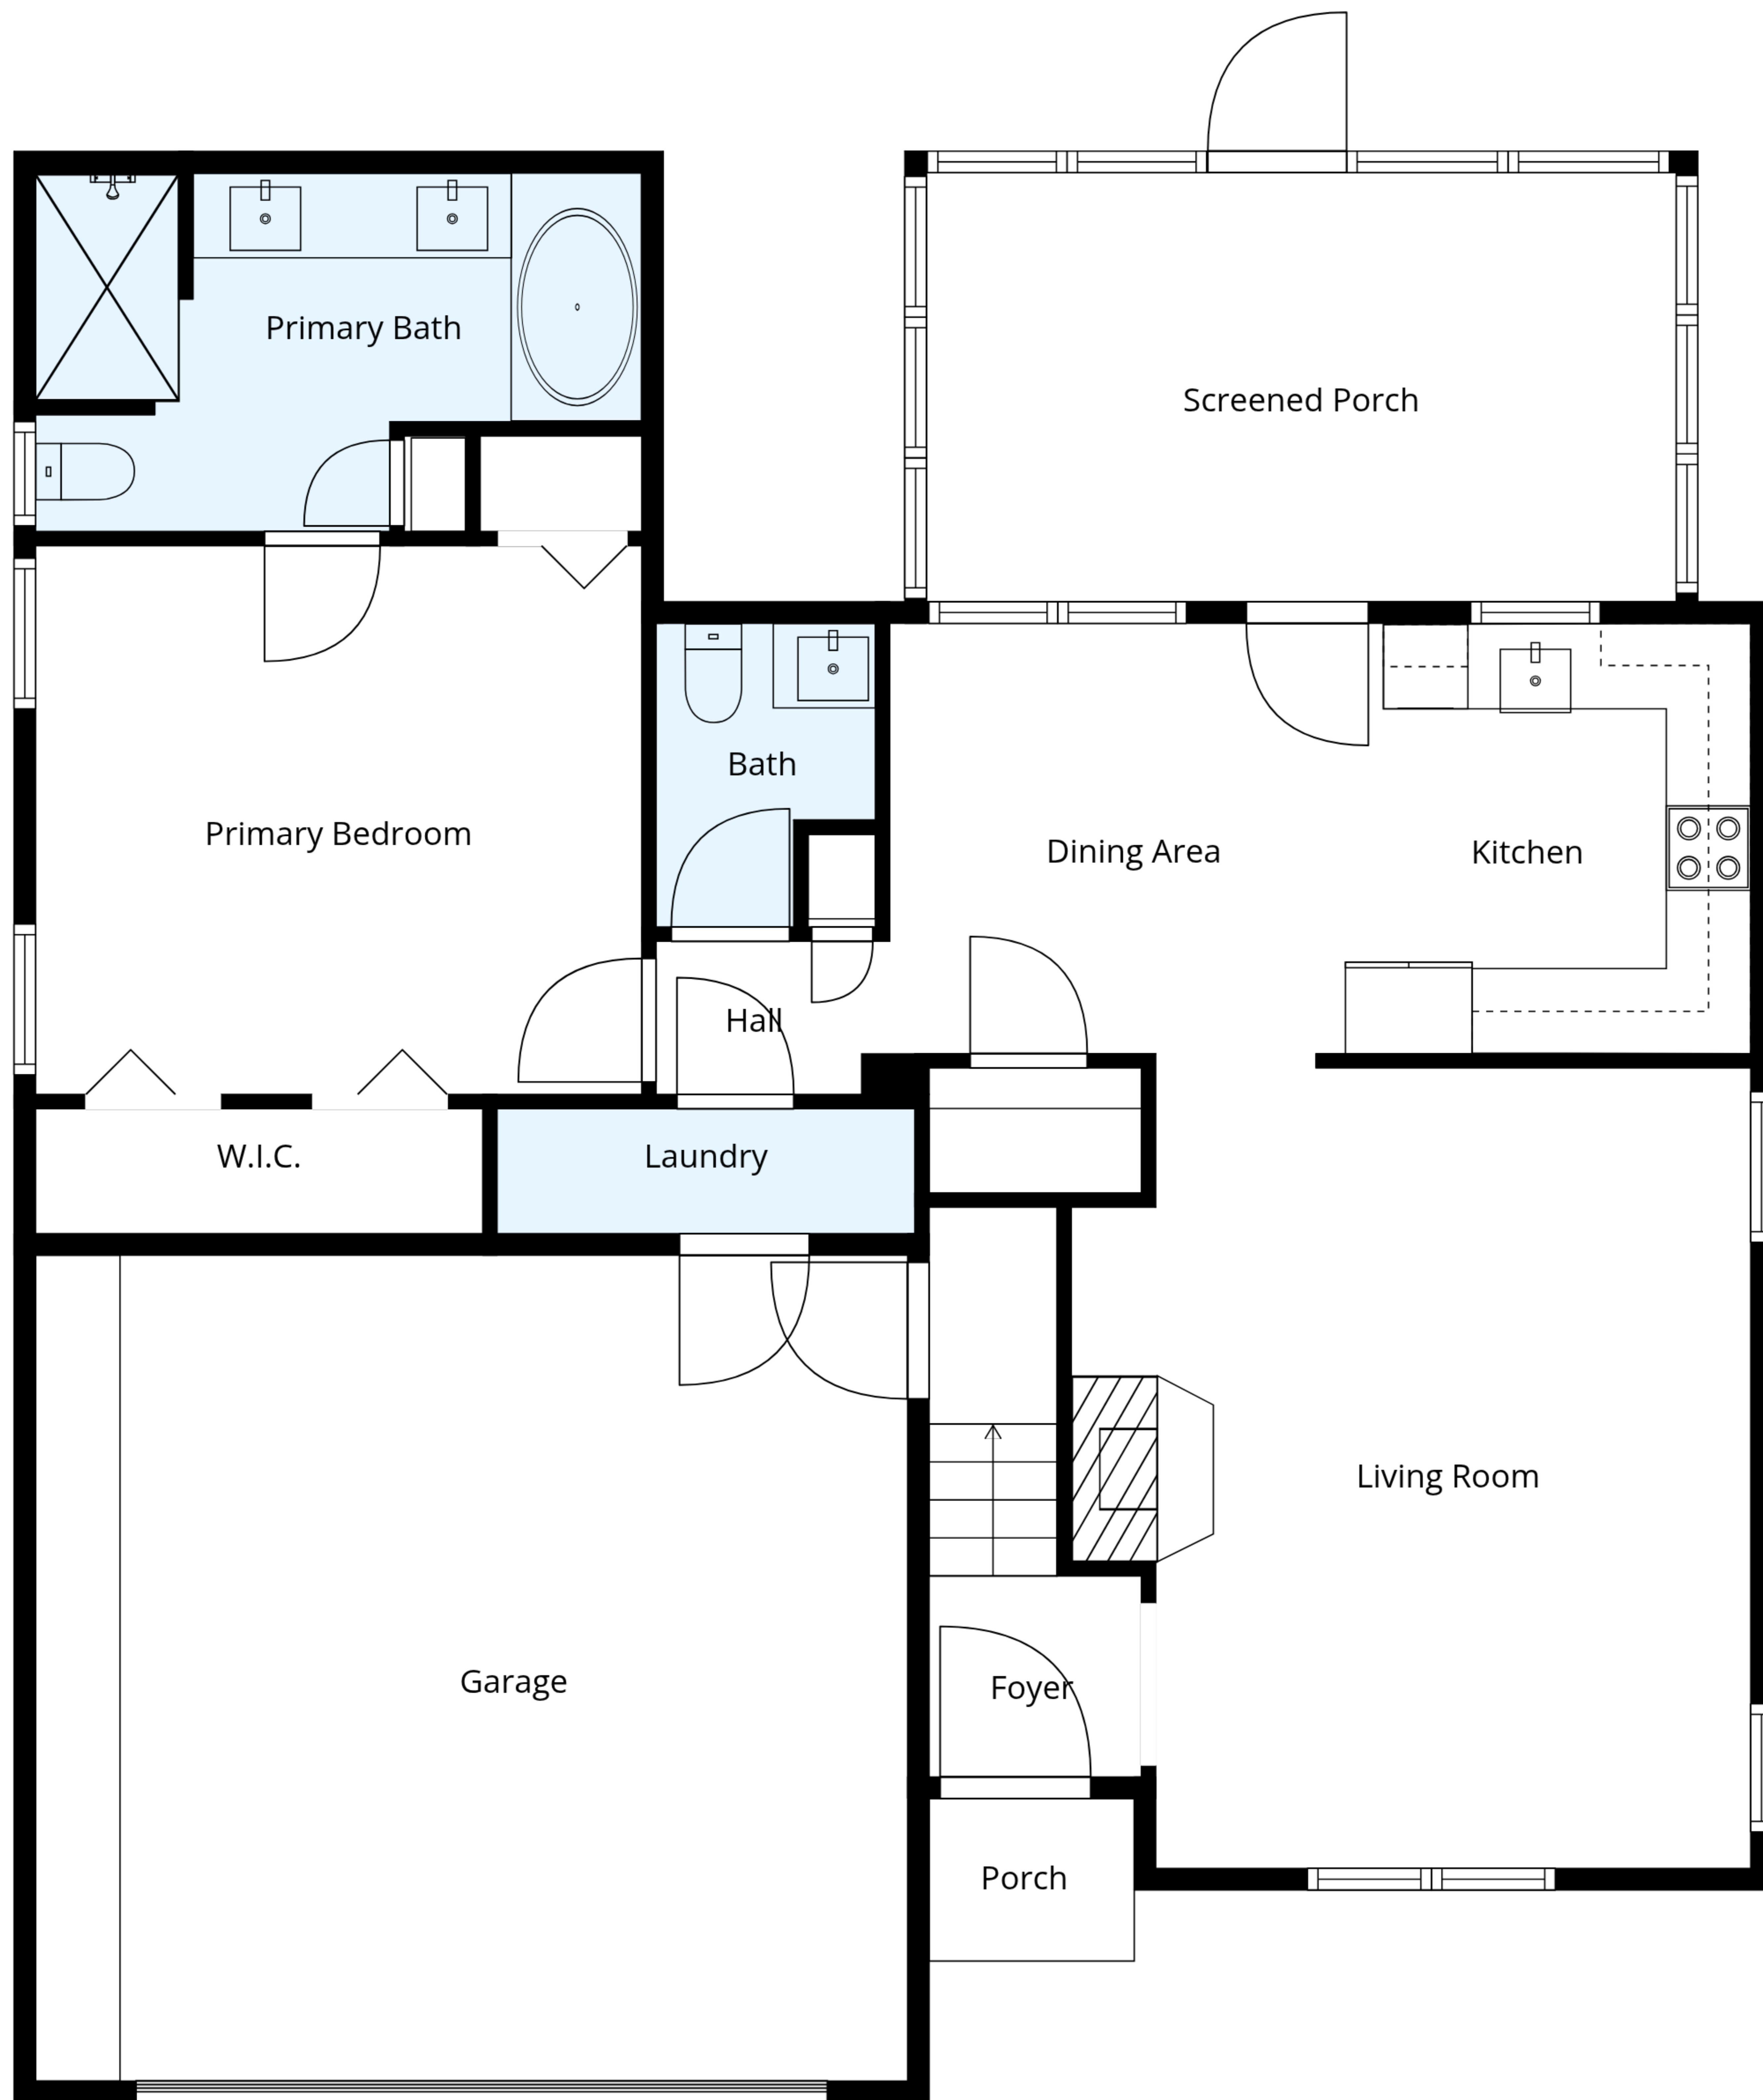 Primary Bath
Screened Porch
Bath
Primary Bedroom
Dining Area
Kitchen
Hall
W.I.C.
Laundry
Living Room
Garage
Foyer
Porch